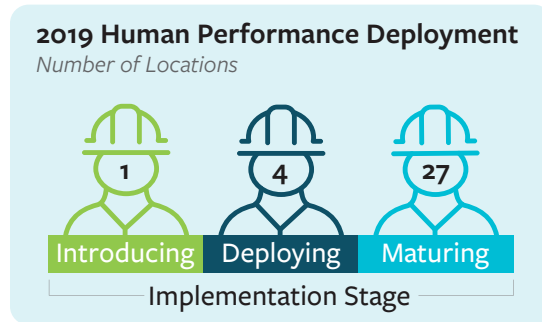 2019 Human Performance Deployment
Number of Locations
1 4 27
Introducing Deploying Maturing
Implementation Stage